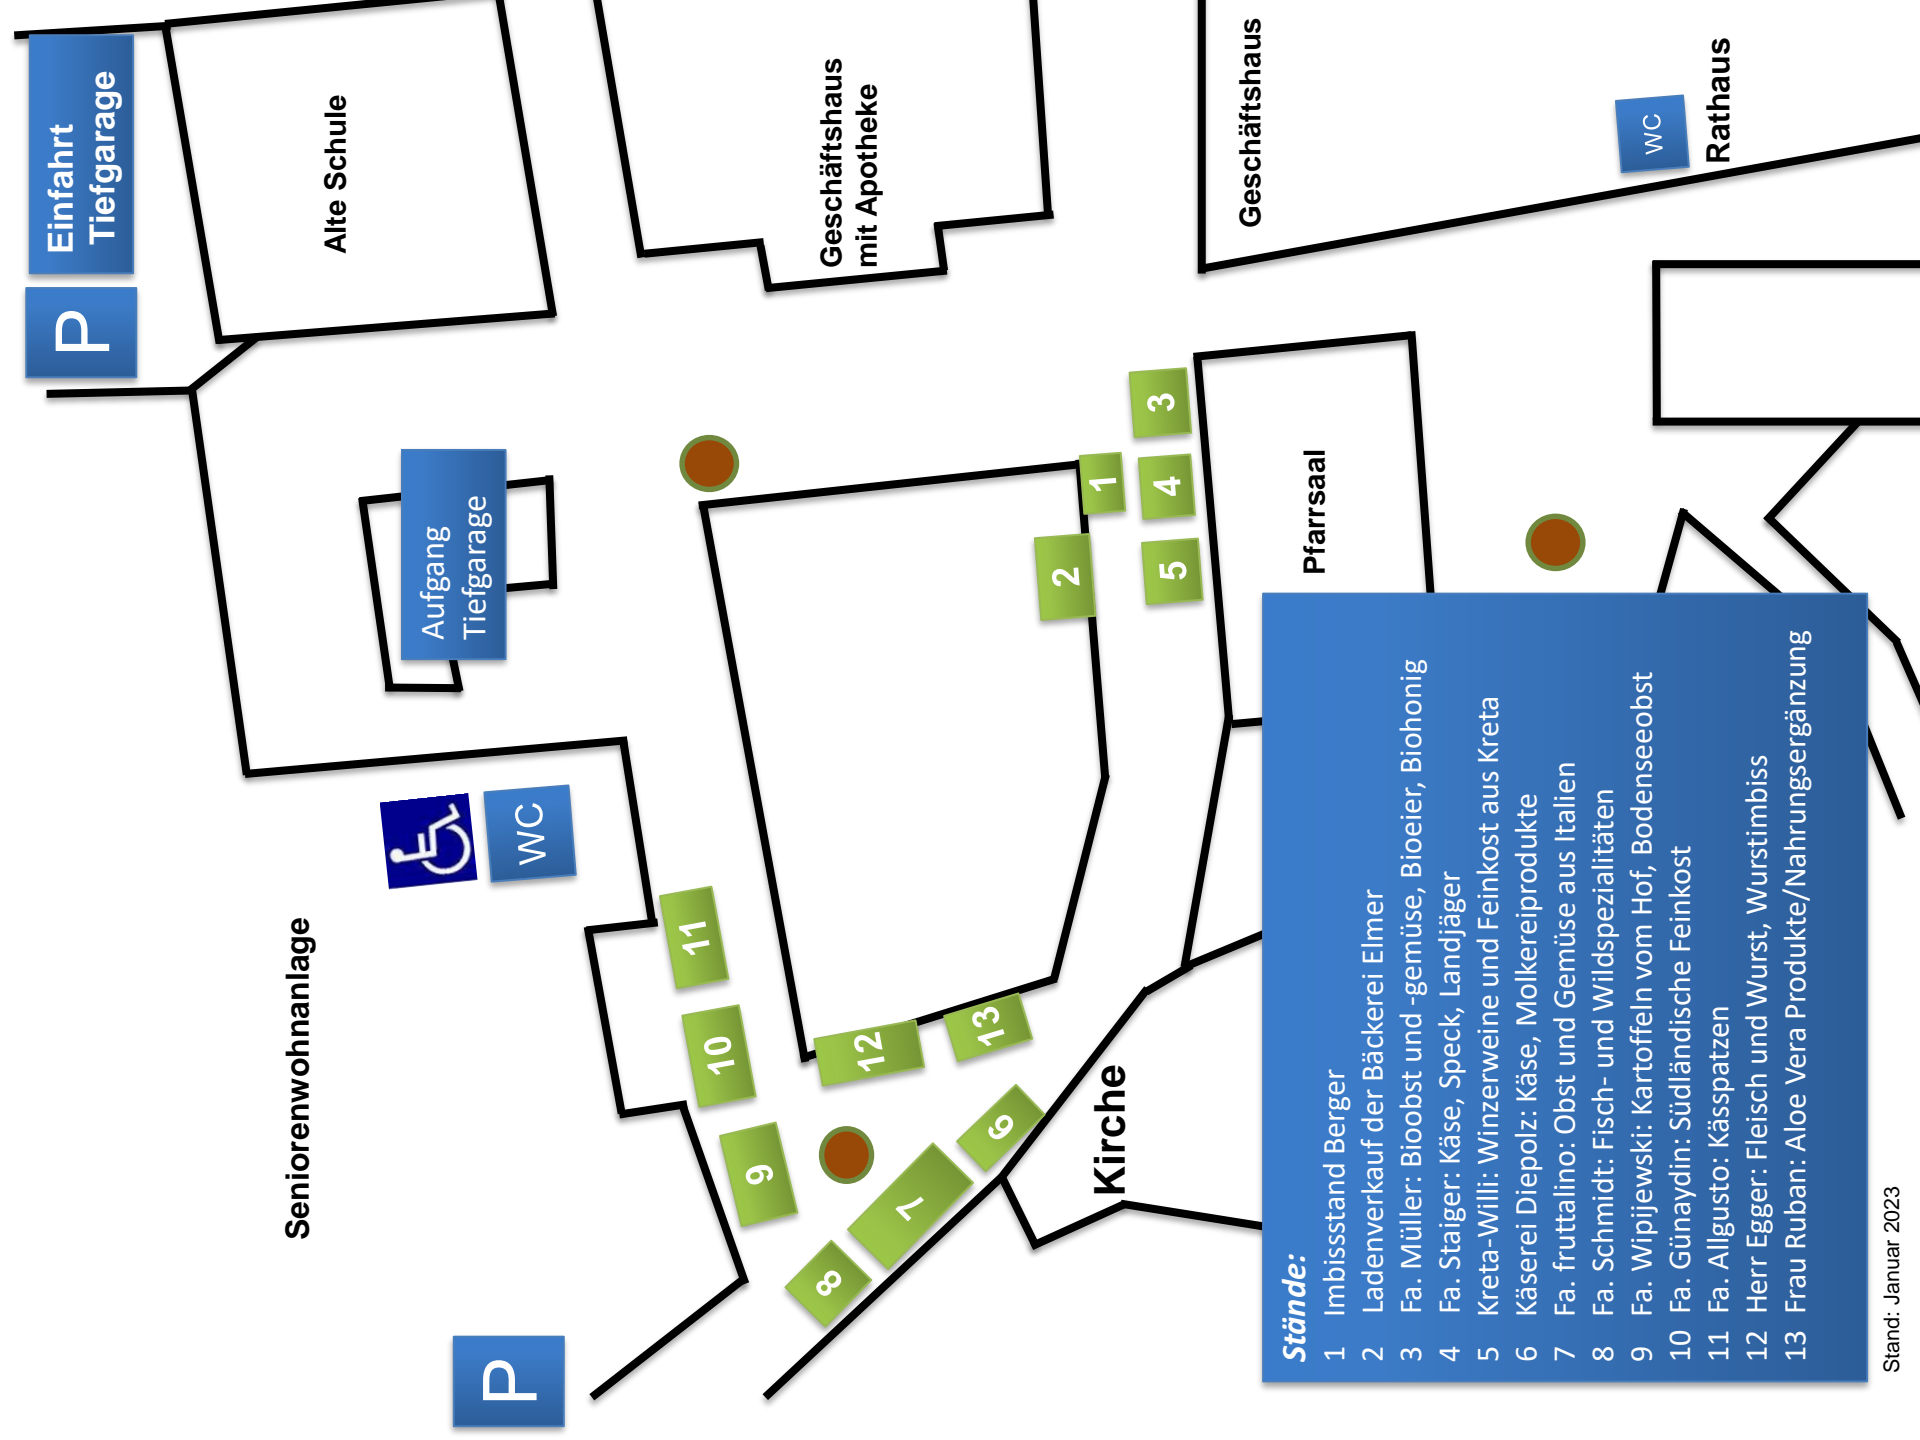 Einfahrt
Tiefgarage
P
Alte Schule
Geschäftshaus
mit Apotheke
Geschäftshaus
WC
Rathaus
Aufgang
Tiefgarage
WC
Seniorenwohnanlage
P
Pfarrsaal
Kirche
1
2
3
4
5
6
7
8
9
10
11
12
13
Stände:
1 Imbissstand Berger
2 Ladenverkauf der Bäckerei Elmer
3 Fa. Müller: Bioobst und -gemüse, Bioeier, Biohonig
4 Fa. Staiger: Käse, Speck, Landjäger
5 Kreta-Willi: Winzerweine und Feinkost aus Kreta
6 Käserei Diepolz: Käse, Molkereiprodukte
7 Fa. fruttalino: Obst und Gemüse aus Italien
8 Fa. Schmidt: Fisch- und Wildspezialitäten
9 Fa. Wipijewski: Kartoffeln vom Hof, Bodenseeobst
10 Fa. Günaydin: Südländische Feinkost
11 Fa. Allgusto: Kässpatzen
12 Herr Egger: Fleisch und Wurst, Wurstimbiss
13 Frau Ruban: Aloe Vera Produkte/Nahrungsergänzung
Stand: Januar 2023